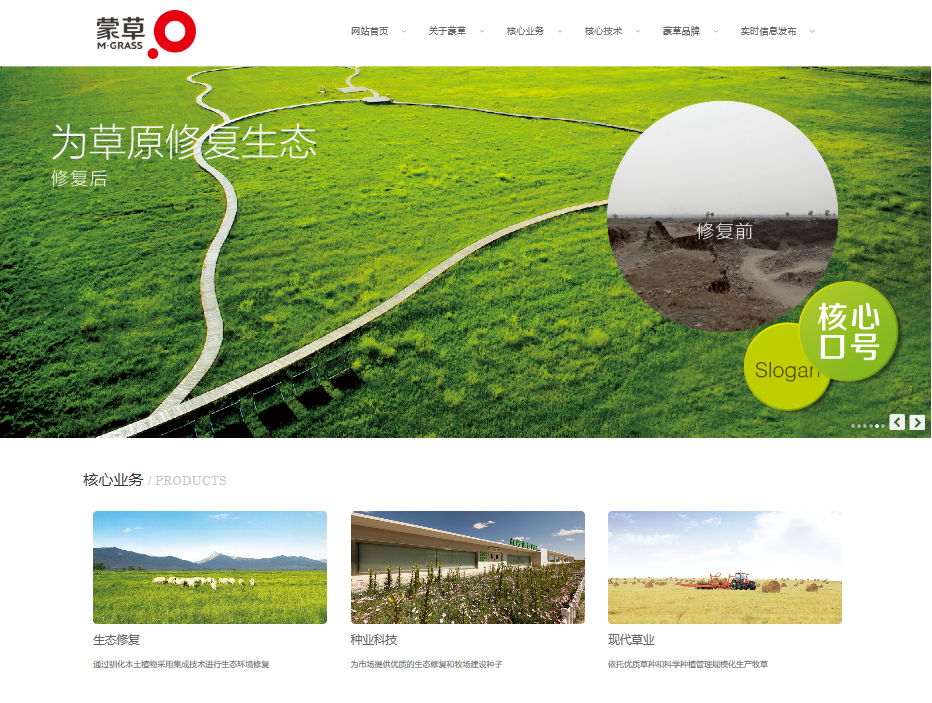 蒙草
M·GRASS
网站首页
关于蒙草
核心业务
核心技术
蒙草品牌
实时信息发布
为草原修复生态
修复后
修复前
核心
口号
Slogan
核心业务 / PRODUCTS
生态修复
种业科技
现代草业
通过驯化本土植物采用集成技术进行生态环境修复
为市场提供优质的生态修复和牧场建设种子
依托优质草种和科学种植管理规模化生产牧草